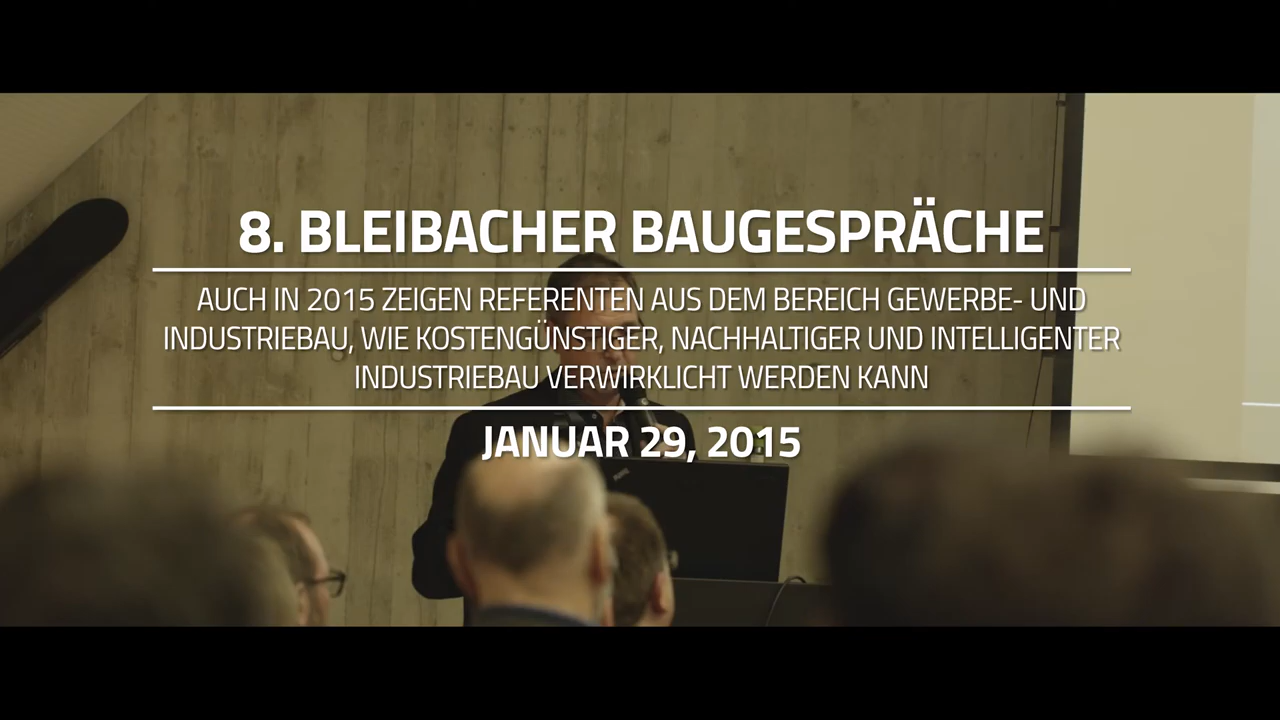 8. BLEIBACHER BAUGESPRÄCHE
AUCH IN 2015 ZEIGEN REFERENTEN AUS DEM BEREICH GEWERBE- UND
INDUSTRIEBAU, WIE KOSTENGÜNSTIGER, NACHHALTIGER UND INTELLIGENTER
INDUSTRIEBAU VERWIRKLICHT WERDEN KANN
JANUAR 29, 2015